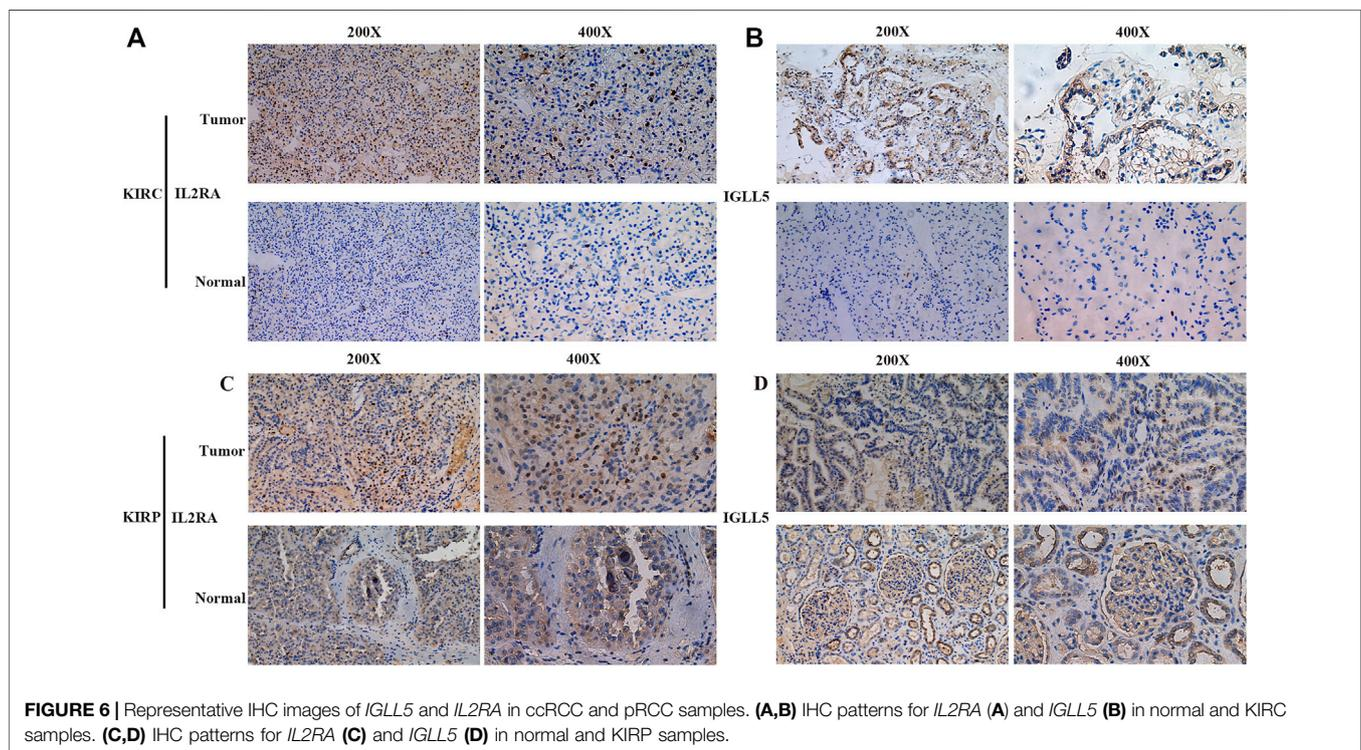 A
200X
400X
B
200X
400X
Tumor
KIRC
IL2RA
IGLL5
Normal
200X
400X
200X
400X
C
D
Tumor
KIRP
IL2RA
IGLL5
Normal
FIGURE 6 | Representative IHC images of IGLL5 and IL2RA in ccRCC and pRCC samples. (A,B) IHC patterns for IL2RA (A) and IGLL5 (B) in normal and KIRC
samples. (C,D) IHC patterns for IL2RA (C) and IGLL5 (D) in normal and KIRP samples.